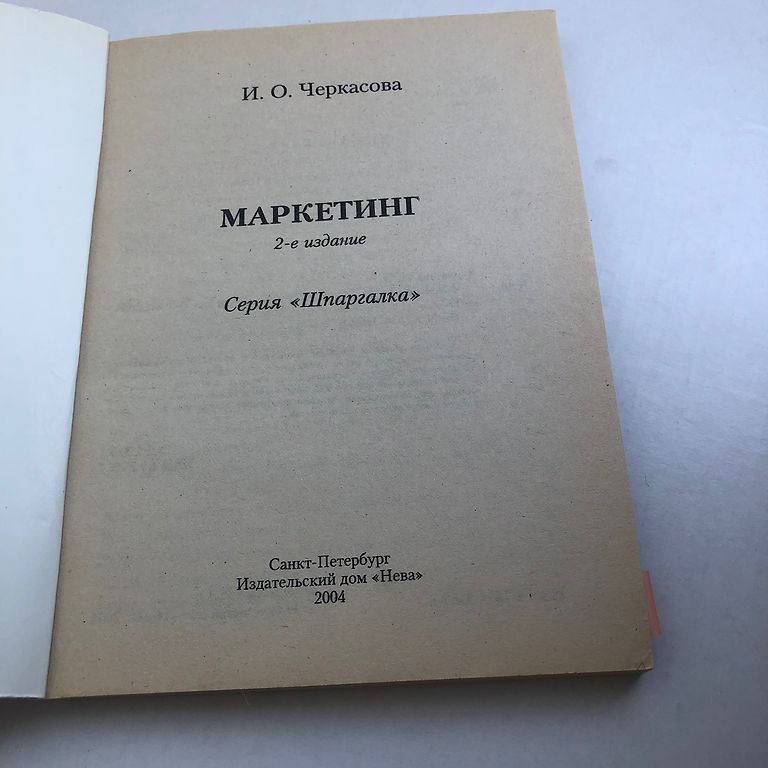 И. О. Черкасова
МАРКЕТИНГ
2-е издание
Серия «Шпаргалка»
Санкт-Петербург
Издательский дом «Нева»
2004